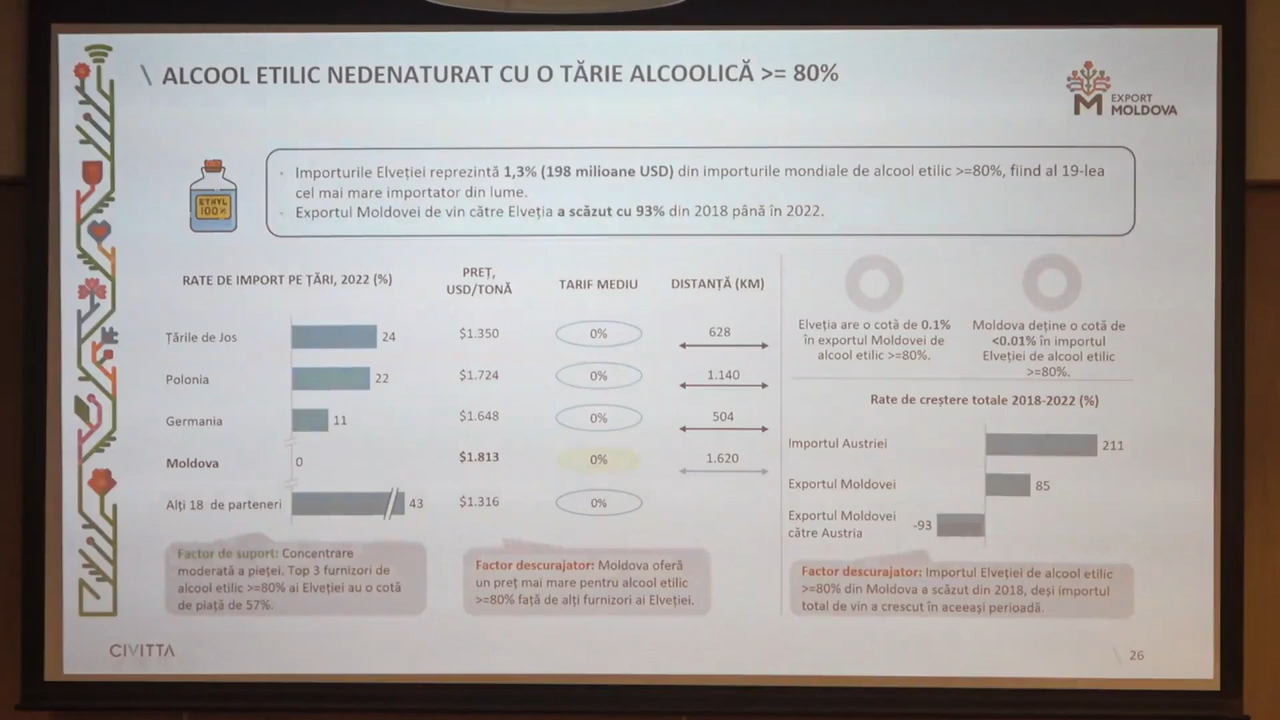 \ ALCOOL ETILIC NEDENATURAT CU O TĂRIE ALCOOLICĂ >= 80%
EXPORT
MOLDOVA
ETHYL
100%
Importurile Elveției reprezintă 1,3% (198 milioane USD) din importurile mondiale de alcool etilic >=80%, fiind al 19-lea
cel mai mare importator din lume.
Exportul Moldovei de vin către Elveția a scăzut cu 93% din 2018 până în 2022.
RATE DE IMPORT PE ȚĂRI, 2022 (%)
PREȚ,
USD/TONĂ
TARIF MEDIU
DISTANȚĂ (KM)
Țările de Jos 24 $1.350 0% 628
Polonia 22 $1.724 0% 1.140
Germania 11 $1.648 0% 504
Moldova 0 $1.813 0% 1.620
Alți 18 de parteneri 43 $1.316 0%
Factor de suport: Concentrare
moderată a pieței. Top 3 furnizori de
alcool etilic >=80% ai Elveției au o cotă
de piață de 57%.
Factor descurajator: Moldova oferă
un preț mai mare pentru alcool etilic
>=80% față de alți furnizori ai Elveției.
Elveția are o cotă de 0.1%
în exportul Moldovei de
alcool etilic >=80%.
Moldova deține o cotă de
<0.01% în importul
Elveției de alcool etilic
>=80%.
Rate de creștere totale 2018-2022 (%)
Importul Austriei 211
Exportul Moldovei 85
Exportul Moldovei
către Austria
-93
Factor descurajator: Importul Elveției de alcool etilic
>=80% din Moldova a scăzut din 2018, deși importul
total de vin a crescut în aceeași perioadă.
CIVITTA
\ 26